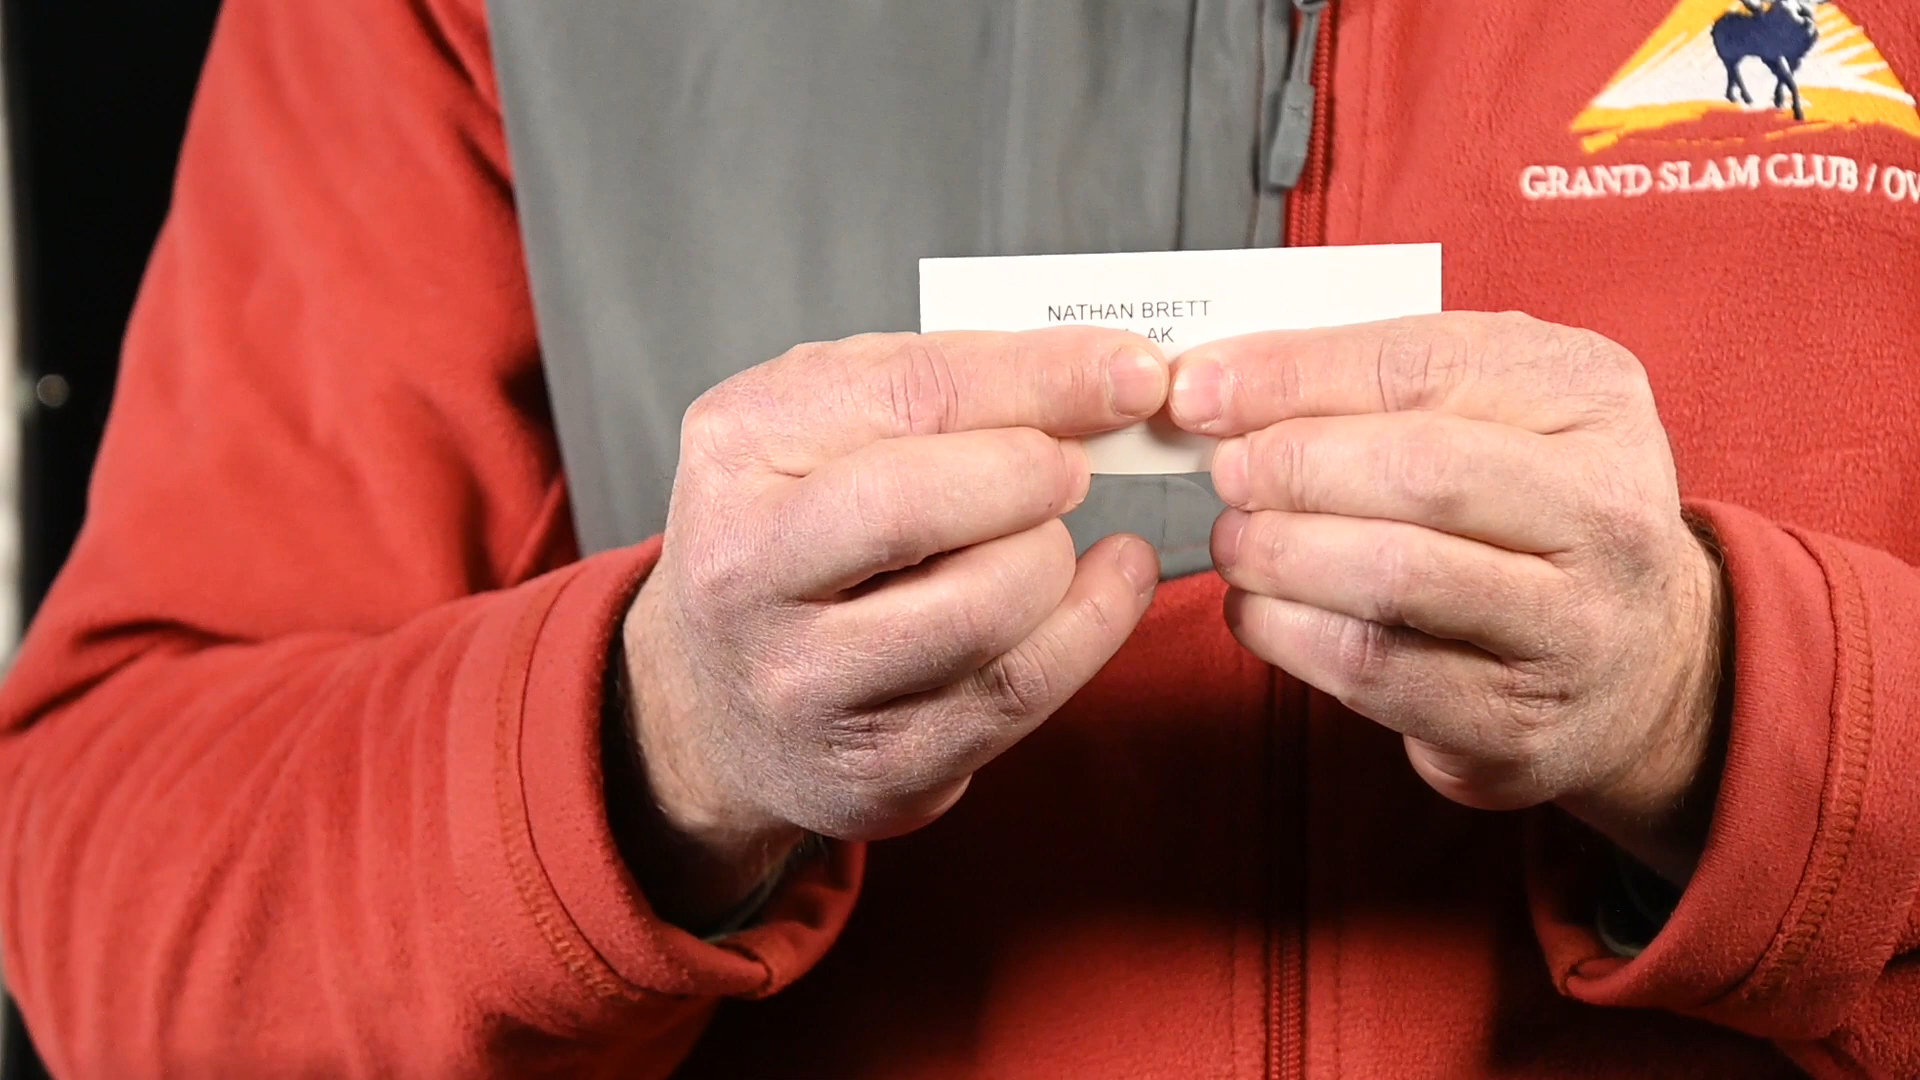 GRAND SLAM CLUB / OV
NATHAN BRETT
AK